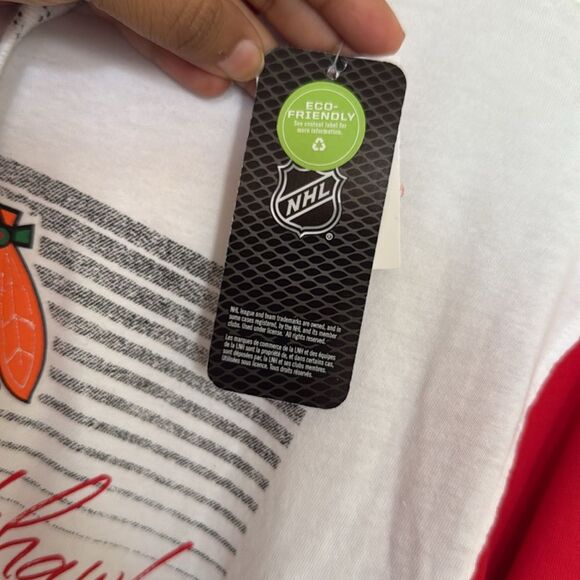 ECO-
FRIENDLY
See content label for
more information.
NHL
®
NHL league and team trademarks are owned, and in
some cases registered, by the NHL and its member
clubs. Used under license. All rights reserved.
Les marques de commerce de la LNH et des équipes
de la LNH sont la propriété de, et dans certains cas,
sont déposées par, la LNH et ses clubs membres.
Utilisées sous licence. Tous droits réservés.